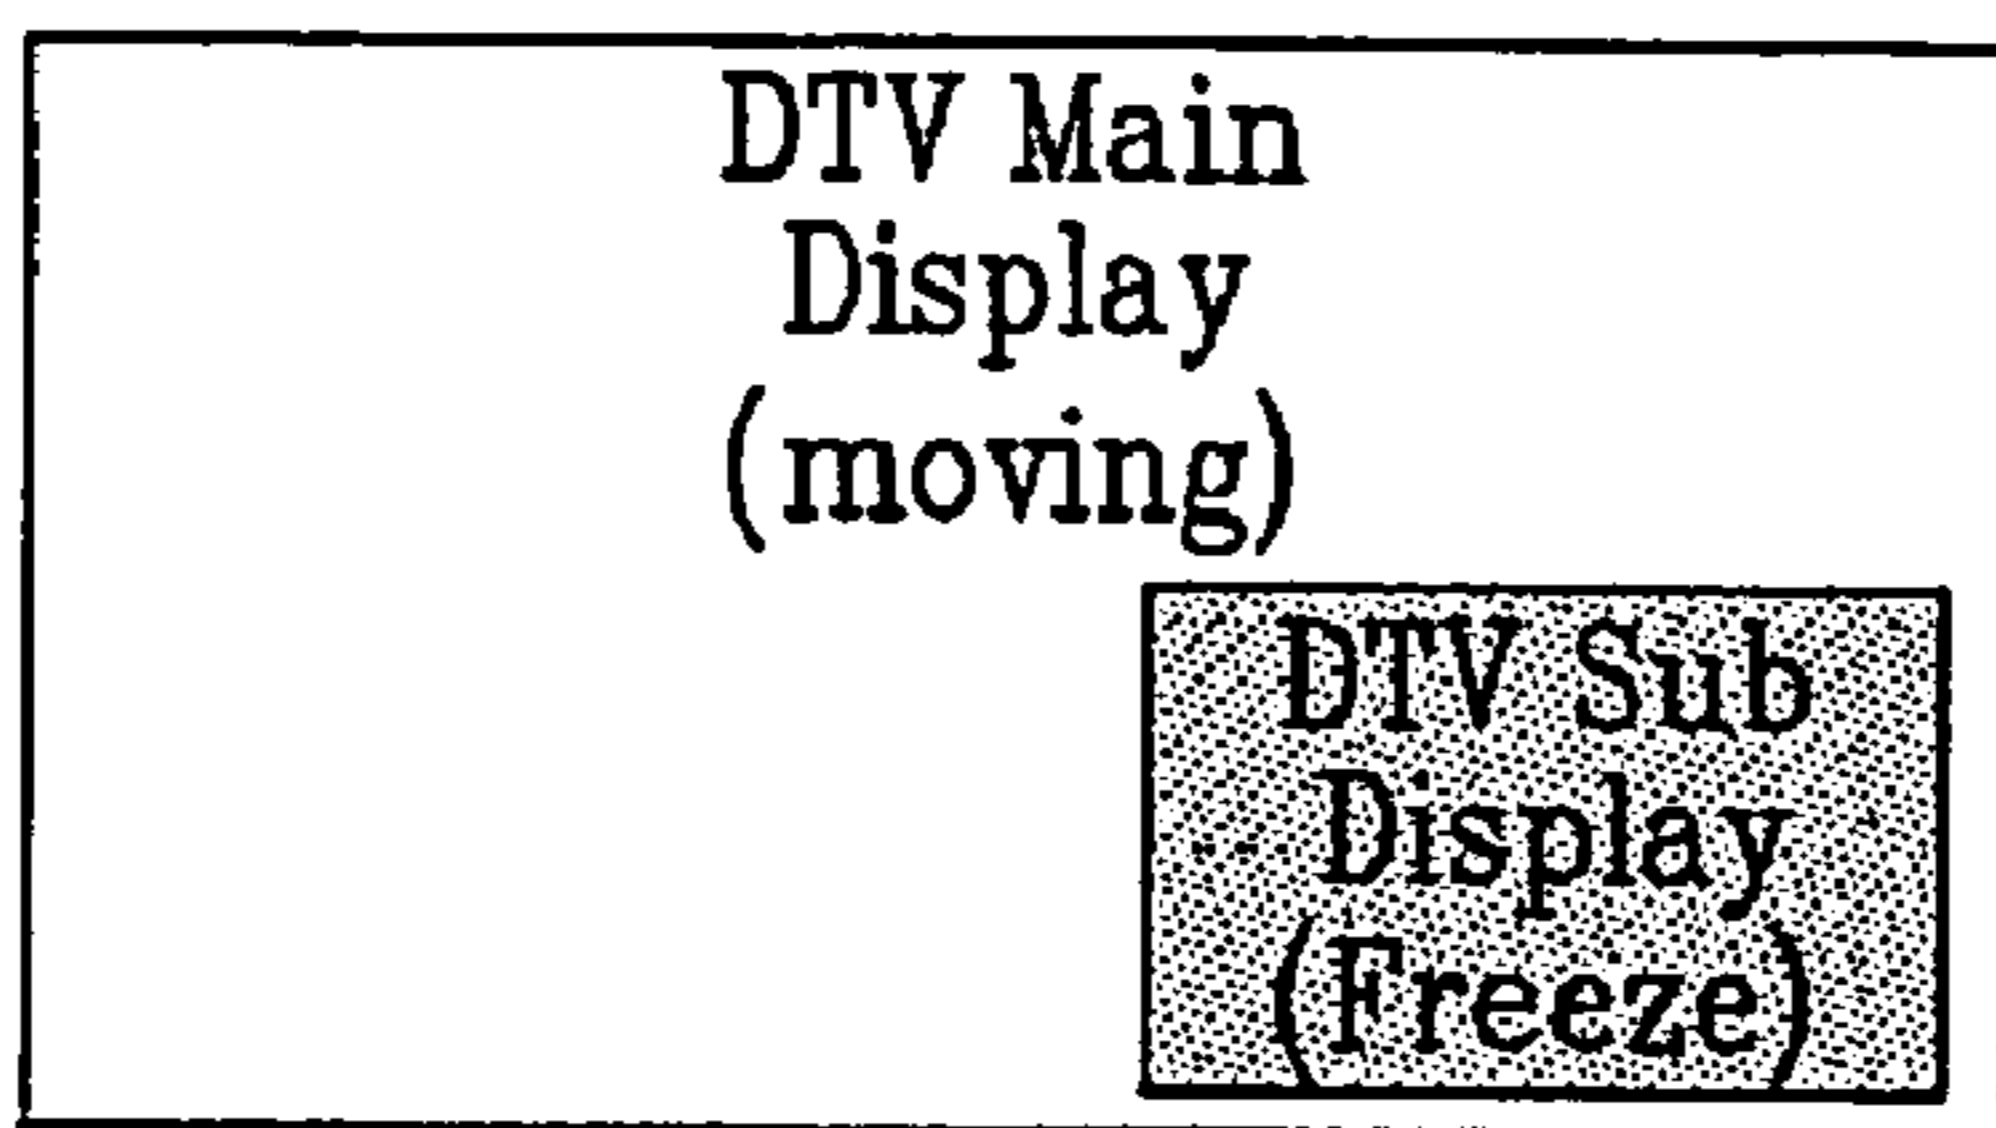 DTV Main
Display
(moving)
DTV Sub
Display
(Freeze)